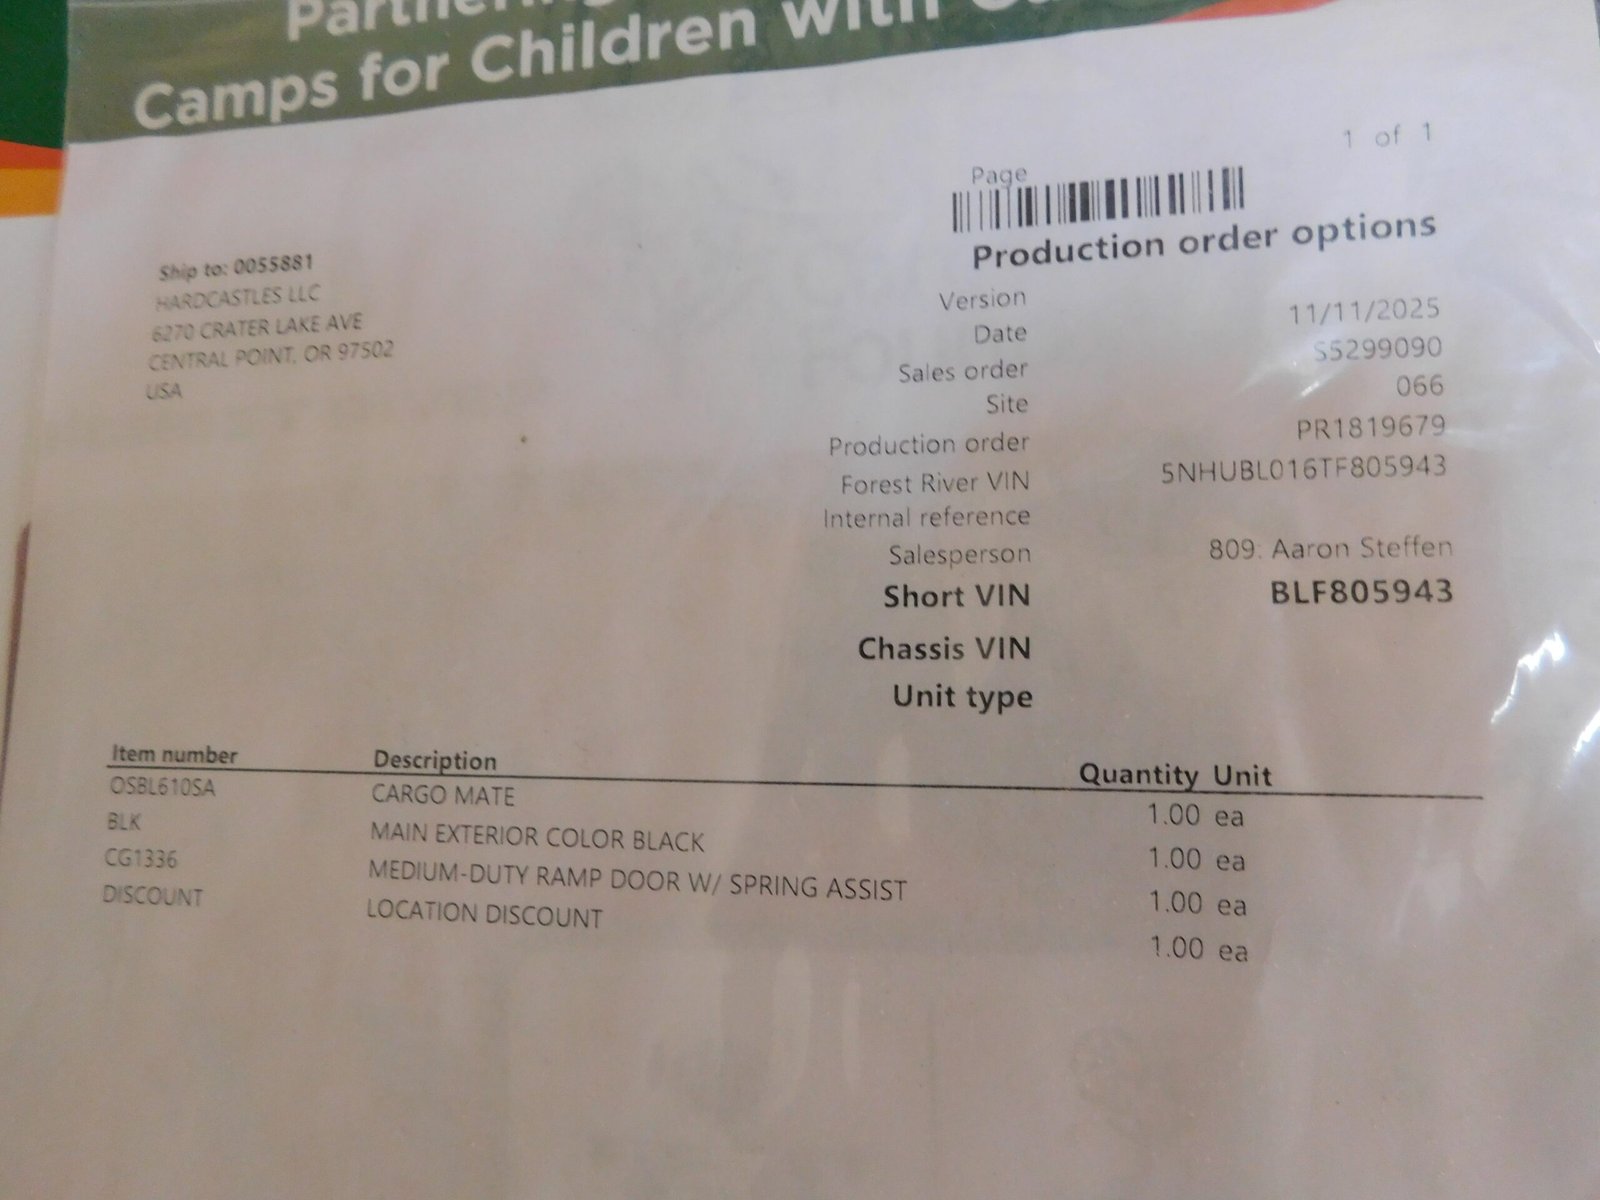 Camps for Children with
1 of 1
Page
Production order options
Ship to: 0055881
HARDCASTLES LLC
6270 CRATER LAKE AVE
CENTRAL POINT, OR 97502
USA
Version
Date 11/11/2025
Sales order S5299090
Site 066
Production order PR1819679
Forest River VIN 5NHUBL016TF805943
Internal reference
Salesperson 809: Aaron Steffen
Short VIN BLF805943
Chassis VIN
Unit type
Item number Description Quantity Unit
OSBL610SA CARGO MATE 1.00 ea
BLK MAIN EXTERIOR COLOR BLACK 1.00 ea
CG1336 MEDIUM-DUTY RAMP DOOR W/ SPRING ASSIST 1.00 ea
DISCOUNT LOCATION DISCOUNT 1.00 ea